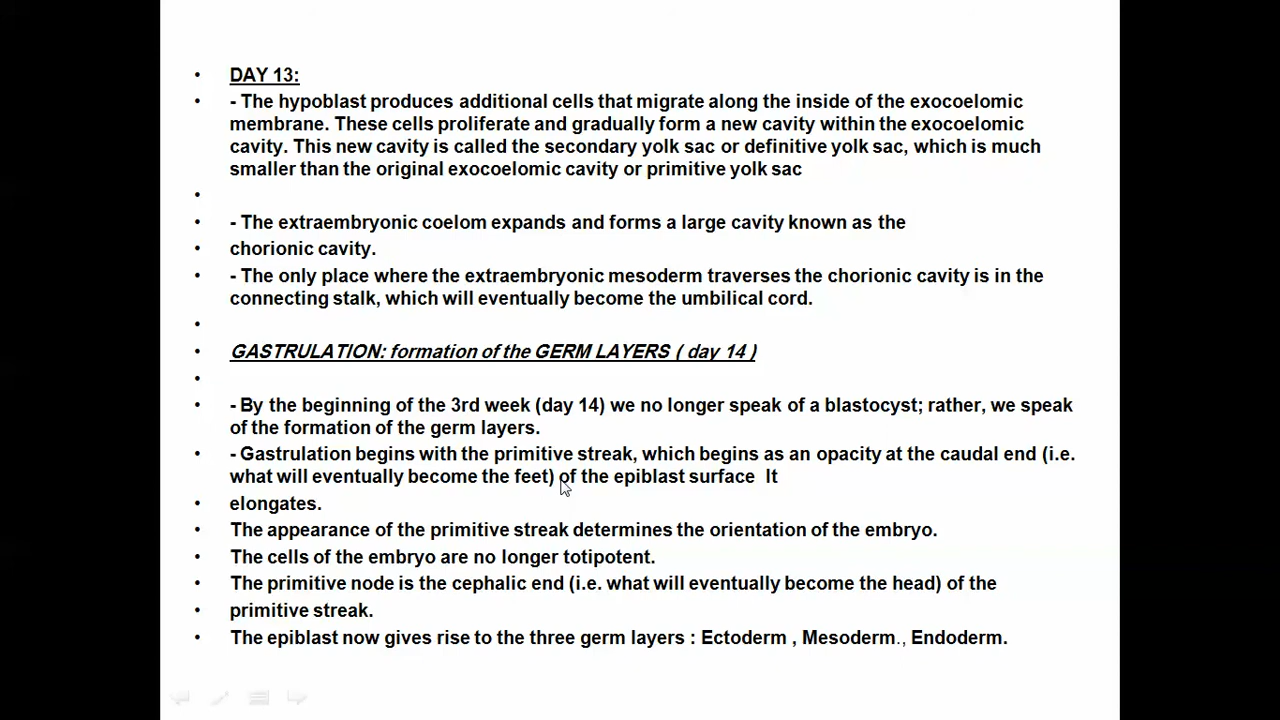 • DAY 13:
• - The hypoblast produces additional cells that migrate along the inside of the exocoelomic
membrane. These cells proliferate and gradually form a new cavity within the exocoelomic
cavity. This new cavity is called the secondary yolk sac or definitive yolk sac, which is much
smaller than the original exocoelomic cavity or primitive yolk sac
•
• - The extraembryonic coelom expands and forms a large cavity known as the
• chorionic cavity.
• - The only place where the extraembryonic mesoderm traverses the chorionic cavity is in the
connecting stalk, which will eventually become the umbilical cord.
•
• GASTRULATION: formation of the GERM LAYERS ( day 14 )
•
• - By the beginning of the 3rd week (day 14) we no longer speak of a blastocyst; rather, we speak
of the formation of the germ layers.
• - Gastrulation begins with the primitive streak, which begins as an opacity at the caudal end (i.e.
what will eventually become the feet) of the epiblast surface  It
• elongates.
• The appearance of the primitive streak determines the orientation of the embryo.
• The cells of the embryo are no longer totipotent.
• The primitive node is the cephalic end (i.e. what will eventually become the head) of the
• primitive streak.
• The epiblast now gives rise to the three germ layers : Ectoderm , Mesoderm., Endoderm.